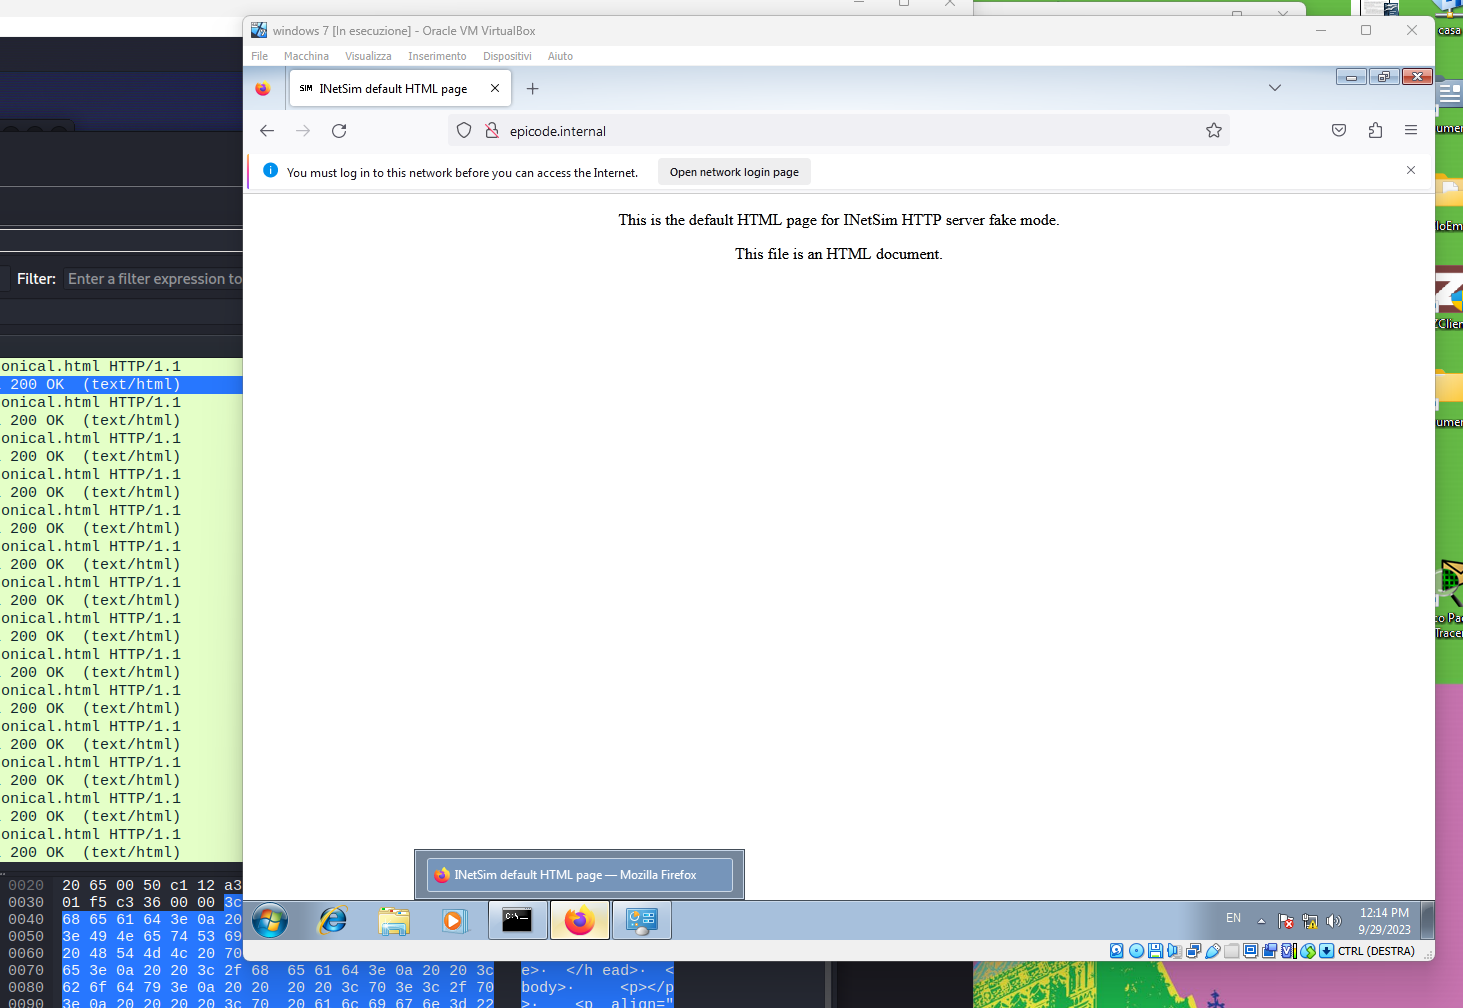 windows 7 [In esecuzione] - Oracle VM VirtualBox
File Macchina Visualizza Inserimento Dispositivi Aiuto
SIM INetSim default HTML page
epicode.internal
You must log in to this network before you can access the Internet. Open network login page
This is the default HTML page for INetSim HTTP server fake mode.
This file is an HTML document.
casa
Filter: Enter a filter expression to
onical.html HTTP/1.1
200 OK (text/html)
onical.html HTTP/1.1
200 OK (text/html)
onical.html HTTP/1.1
200 OK (text/html)
onical.html HTTP/1.1
200 OK (text/html)
onical.html HTTP/1.1
200 OK (text/html)
onical.html HTTP/1.1
200 OK (text/html)
onical.html HTTP/1.1
200 OK (text/html)
onical.html HTTP/1.1
200 OK (text/html)
onical.html HTTP/1.1
200 OK (text/html)
onical.html HTTP/1.1
200 OK (text/html)
onical.html HTTP/1.1
200 OK (text/html)
onical.html HTTP/1.1
200 OK (text/html)
onical.html HTTP/1.1
200 OK (text/html)
onical.html HTTP/1.1
200 OK (text/html)
0020 20 65 00 50 c1 12 a3
0030 01 f5 c3 36 00 00 3c
0040 68 65 61 64 3e 0a 20
0050 3e 49 4e 65 74 53 69
0060 20 48 54 4d 4c 20 70
0070 65 3e 0a 20 20 3c 2f 68 65 61 64 3e 0a 20 20 3c e>· </h ead>· <
0080 62 6f 64 79 3e 0a 20 20 20 20 3c 70 3e 3c 2f 70 body>· <p></p
0090 3e 0a 20 20 20 20 3c 70 20 61 6c 69 67 6e 3d 22 >· <p align="
INetSim default HTML page — Mozilla Firefox
C:\
EN
12:14 PM
9/29/2023
CTRL (DESTRA)